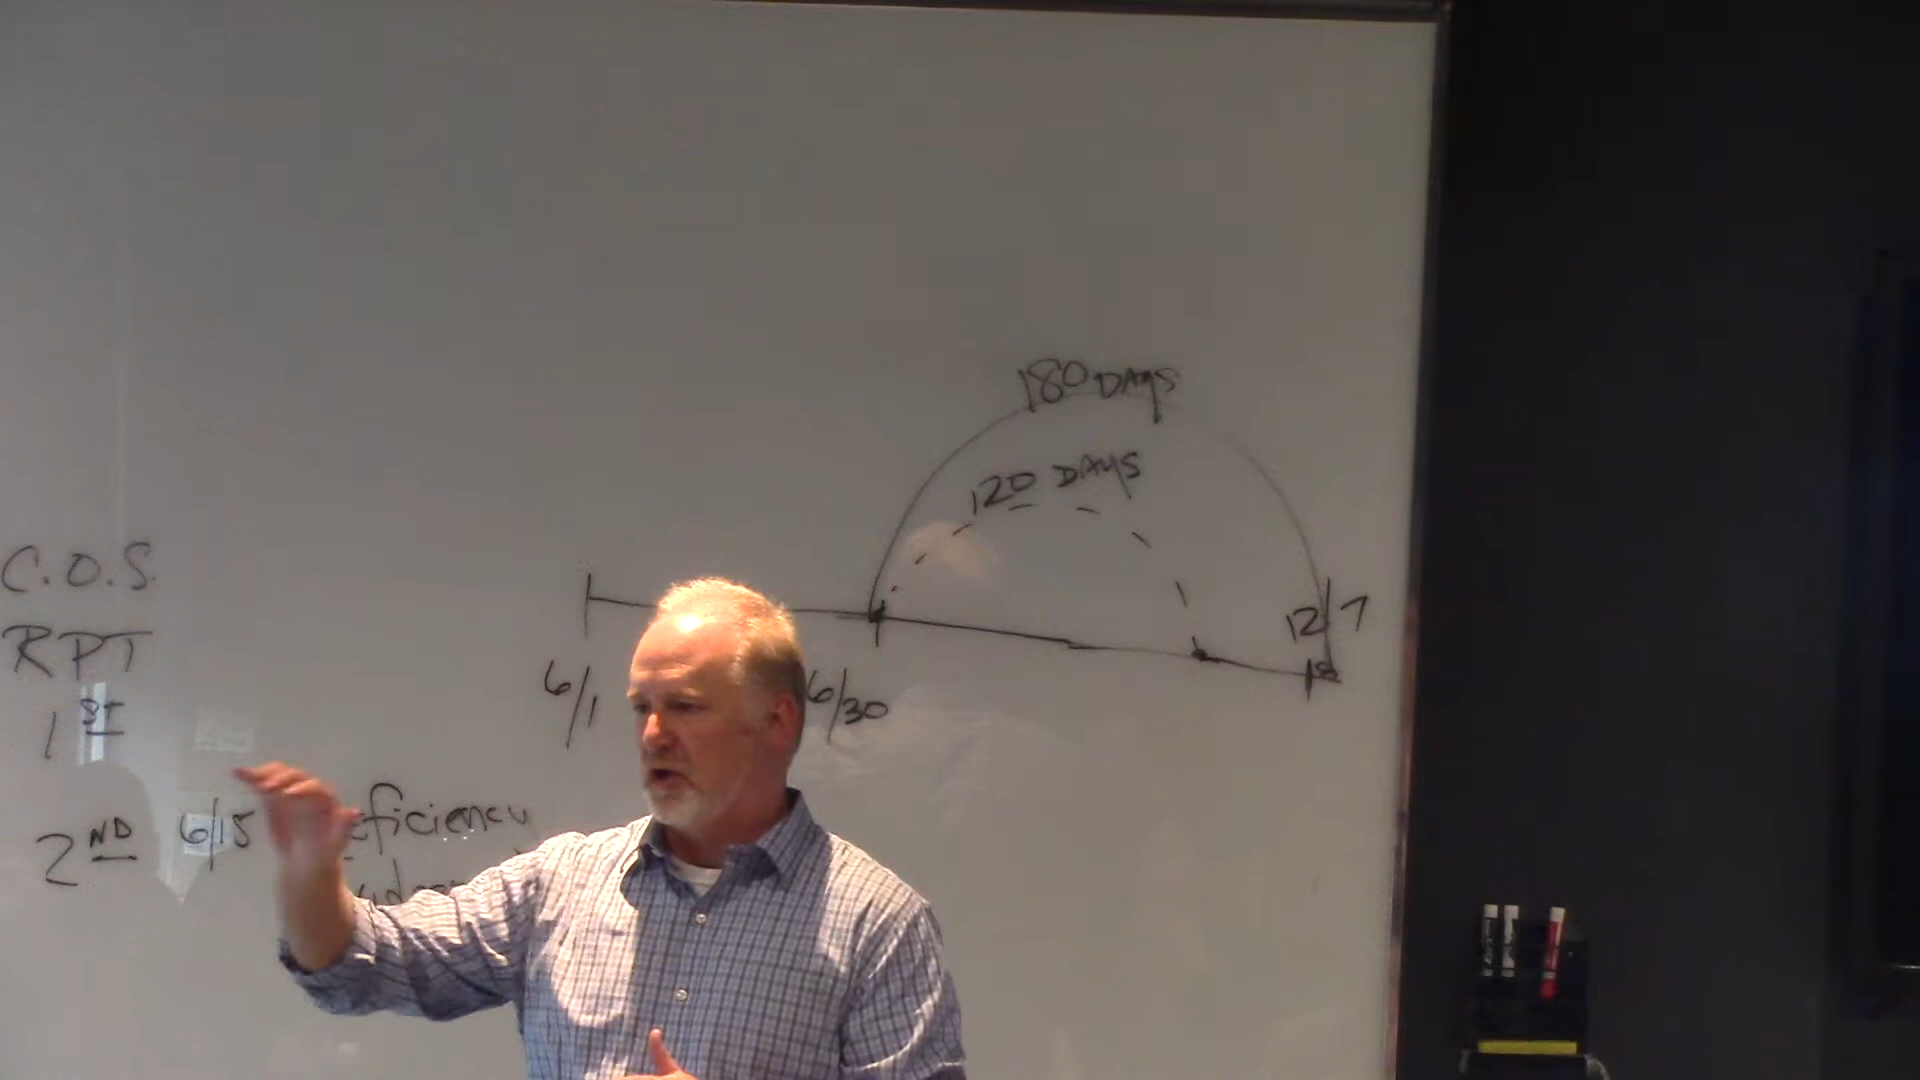 180 DAYS
120 DAYS
C.O.S.
RPT
1ST
6/1
6/30
12/7
2ND 6/15